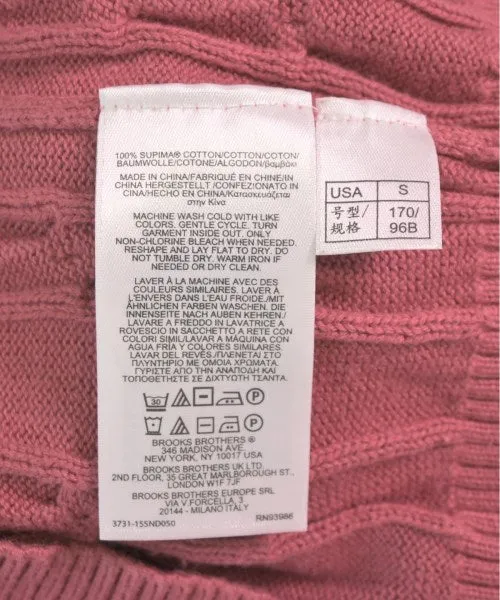 100% SUPIMA® COTTON/COTTON/COTON/
BAUMWOLLE/COTONE/ALGODON/βαμβάκι
MADE IN CHINA/FABRIQUÉ EN CHINE/IN
CHINA HERGESTELLT /CONFEZIONATO IN
CINA/HECHO EN CHINA/Κατασκευάζεται
στην Κίνα
MACHINE WASH COLD WITH LIKE
COLORS. GENTLE CYCLE. TURN
GARMENT INSIDE OUT. ONLY
NON-CHLORINE BLEACH WHEN NEEDED.
RESHAPE AND LAY FLAT TO DRY. DO
NOT TUMBLE DRY. WARM IRON IF
NEEDED OR DRY CLEAN.
LAVER À LA MACHINE AVEC DES
COULEURS SIMILAIRES. LAVER À
L'ENVERS DANS L'EAU FROIDE./MIT
ÄHNLICHEN FARBEN WASCHEN. DIE
INNENSEITE NACH AUßEN KEHREN./
LAVARE A FREDDO IN LAVATRICE A
ROVESCIO IN SACCHETTO A RETE CON
COLORI SIMIL/LAVAR A MÁQUINA CON
AGUA FRÍA Y COLORES SIMILARES.
LAVAR DEL REVÉS./ΠΛΕΝΕΤΑΙ ΣΤΟ
ΠΛΥΝΤΗΡΙΟ ΜΕ ΟΜΟΙΑ ΧΡΩΜΑΤΑ.
ΓΥΡΙΣΤΕ ΑΠΟ ΤΗΝ ΑΝΑΠΟΔΗ ΚΑΙ
ΤΟΠΟΘΕΤΗΣΤΕ ΣΕ ΔΙΧΤΥΩΤΗ ΤΣΑΝΤΑ.
30 P
P
BROOKS BROTHERS ®
346 MADISON AVE.
NEW YORK, NY 10017 USA
BROOKS BROTHERS UK LTD.
2ND FLOOR, 35 GREAT MARLBOROUGH ST.,
LONDON W1F 7JF
BROOKS BROTHERS EUROPE SRL
VIA V.FORCELLA, 3
20144 - MILANO ITALY
3731-155ND050 RN93986
USA S
号型/ 170/
规格 96B